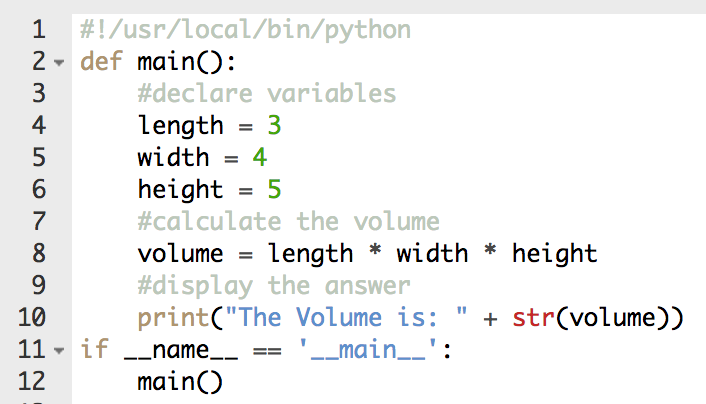 1 #!/usr/local/bin/python
2 def main():
3 #declare variables
4 length = 3
5 width = 4
6 height = 5
7 #calculate the volume
8 volume = length * width * height
9 #display the answer
10 print("The Volume is: " + str(volume))
11 if __name__ == '__main__':
12 main()